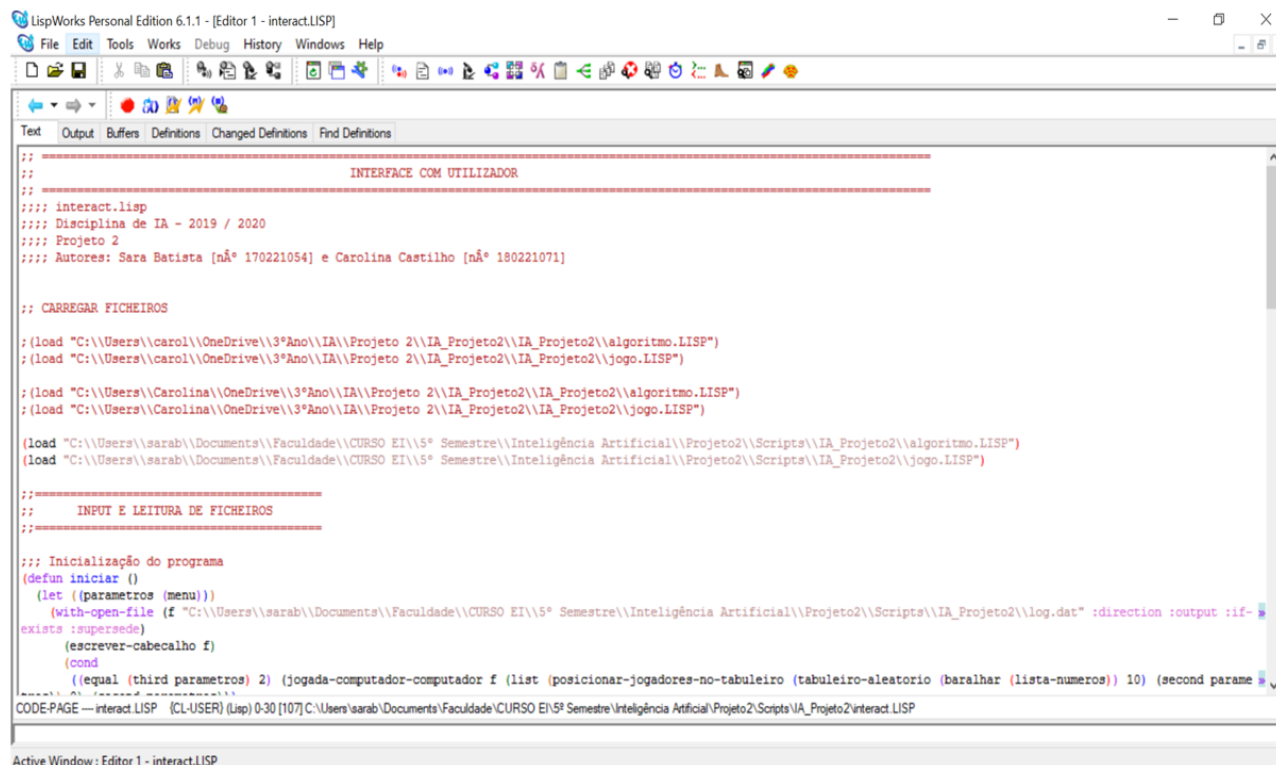 LispWorks Personal Edition 6.1.1 - [Editor 1 - interact.LISP]
File Edit Tools Works Debug History Windows Help
Text Output Buffers Definitions Changed Definitions Find Definitions
;; ================================================================
;; INTERFACE COM UTILIZADOR
;; ================================================================
;;;; interact.lisp
;;;; Disciplina de IA - 2019 / 2020
;;;; Projeto 2
;;;; Autores: Sara Batista [nÂº 170221054] e Carolina Castilho [nÂº 180221071]
;; CARREGAR FICHEIROS
;(load "C:\\Users\\carol\\OneDrive\\3ºAno\\IA\\Projeto 2\\IA_Projeto2\\IA_Projeto2\\algoritmo.LISP")
;(load "C:\\Users\\carol\\OneDrive\\3ºAno\\IA\\Projeto 2\\IA_Projeto2\\IA_Projeto2\\jogo.LISP")
;(load "C:\\Users\\Carolina\\OneDrive\\3ºAno\\IA\\Projeto 2\\IA_Projeto2\\IA_Projeto2\\algoritmo.LISP")
;(load "C:\\Users\\Carolina\\OneDrive\\3ºAno\\IA\\Projeto 2\\IA_Projeto2\\IA_Projeto2\\jogo.LISP")
(load "C:\\Users\\sarab\\Documents\\Faculdade\\CURSO EI\\5º Semestre\\Inteligência Artificial\\Projeto2\\Scripts\\IA_Projeto2\\algoritmo.LISP")
(load "C:\\Users\\sarab\\Documents\\Faculdade\\CURSO EI\\5º Semestre\\Inteligência Artificial\\Projeto2\\Scripts\\IA_Projeto2\\jogo.LISP")
;;=========================================
;; INPUT E LEITURA DE FICHEIROS
;;=========================================
;;; Inicialização do programa
(defun iniciar ()
(let ((parametros (menu)))
(with-open-file (f "C:\\Users\\sarab\\Documents\\Faculdade\\CURSO EI\\5º Semestre\\Inteligência Artificial\\Projeto2\\Scripts\\IA_Projeto2\\log.dat" :direction :output :if-
exists :supersede)
(escrever-cabecalho f)
(cond
((equal (third parametros) 2) (jogada-computador-computador f (list (posicionar-jogadores-no-tabuleiro (tabuleiro-aleatorio (baralhar (lista-numeros)) 10) (second parame
CODE-PAGE --- interact.LISP {CL-USER} (Lisp) 0-30 [107] C:\Users\sarab\Documents\Faculdade\CURSO EI\5º Semestre\Inteligência Artificial\Projeto2\Scripts\IA_Projeto2\interact.LISP
Active Window : Editor 1 - interact.LISP